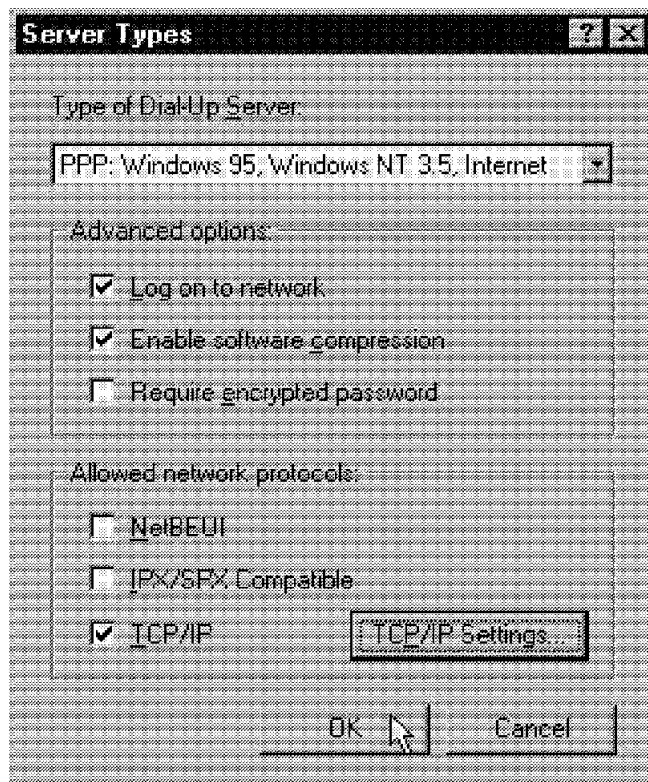 Server Types
Type of Dial-Up Server:
PPP: Windows 95, Windows NT 3.5, Internet
Advanced options:
Log on to network
Enable software compression
Require encrypted password
Allowed network protocols:
NetBEUI
IPX/SPX Compatible
TCP/IP
TCP/IP Settings...
OK
Cancel